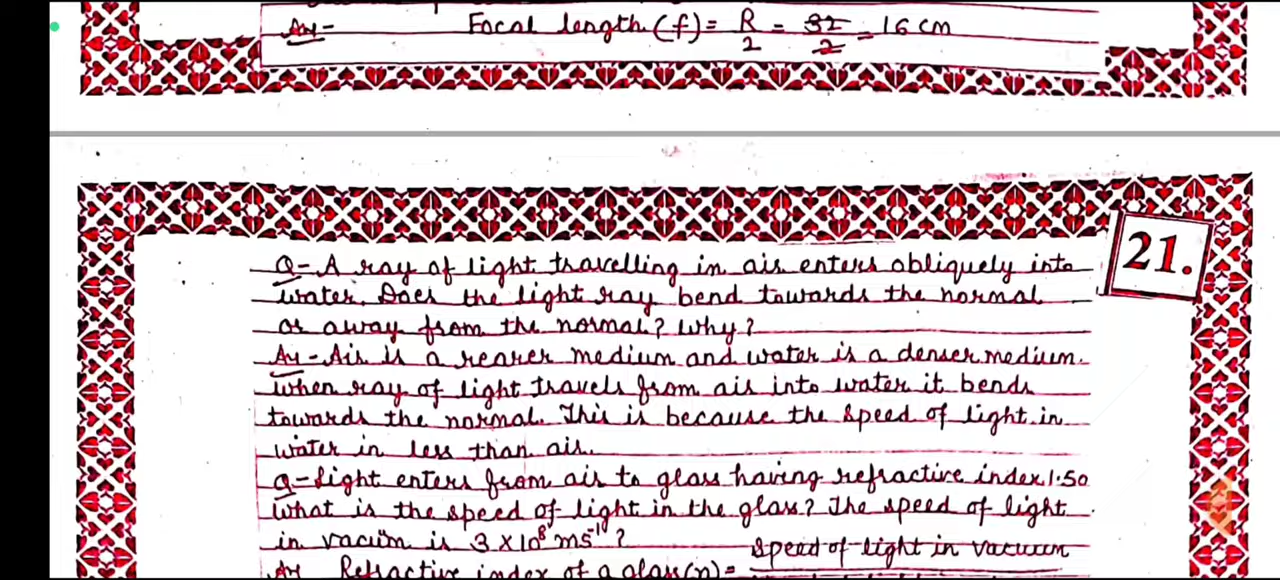 Ans- Focal length (f) = R/2 = 32/2 = 16 cm
21.
Q- A ray of light travelling in air enters obliquely into
water. Does the light ray bend towards the normal
or away from the normal? Why?
Ans- Air is a rearer medium and water is a denser medium.
When ray of light travels from air into water it bends
towards the normal. This is because the speed of light in
water in less than air.
Q- Light enters from air to glass having refractive index 1.50
What is the speed of light in the glass? The speed of light
in vacuum is 3 X 10⁸ ms⁻¹?
Ans Refractive index of a glass (n) = speed of light in vacuum